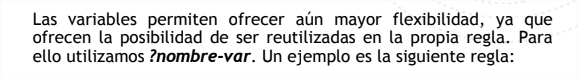 Las variables permiten ofrecer aún mayor flexibilidad, ya que
ofrecen la posibilidad de ser reutilizadas en la propia regla. Para
ello utilizamos ?nombre-var. Un ejemplo es la siguiente regla: